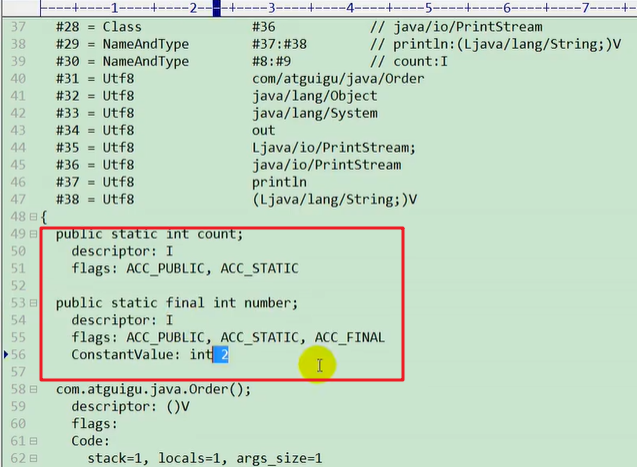 1 2 3 4 5 6 7
37 #28 = Class #36 // java/io/PrintStream
38 #29 = NameAndType #37:#38 // println:(Ljava/lang/String;)V
39 #30 = NameAndType #8:#9 // count:I
40 #31 = Utf8 com/atguigu/java/Order
41 #32 = Utf8 java/lang/Object
42 #33 = Utf8 java/lang/System
43 #34 = Utf8 out
44 #35 = Utf8 Ljava/io/PrintStream;
45 #36 = Utf8 java/io/PrintStream
46 #37 = Utf8 println
47 #38 = Utf8 (Ljava/lang/String;)V
48 {
49 public static int count;
50 descriptor: I
51 flags: ACC_PUBLIC, ACC_STATIC
52
53 public static final int number;
54 descriptor: I
55 flags: ACC_PUBLIC, ACC_STATIC, ACC_FINAL
56 ConstantValue: int 2
57
58 com.atguigu.java.Order();
59 descriptor: ()V
60 flags:
61 Code:
62 stack=1, locals=1, args_size=1